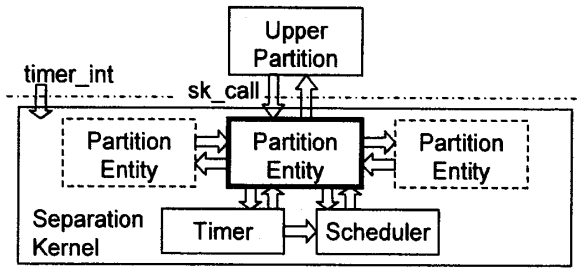 Upper
Partition
timer_int
sk_call
Partition
Entity
Partition
Entity
Partition
Entity
Separation
Kernel
Timer
Scheduler